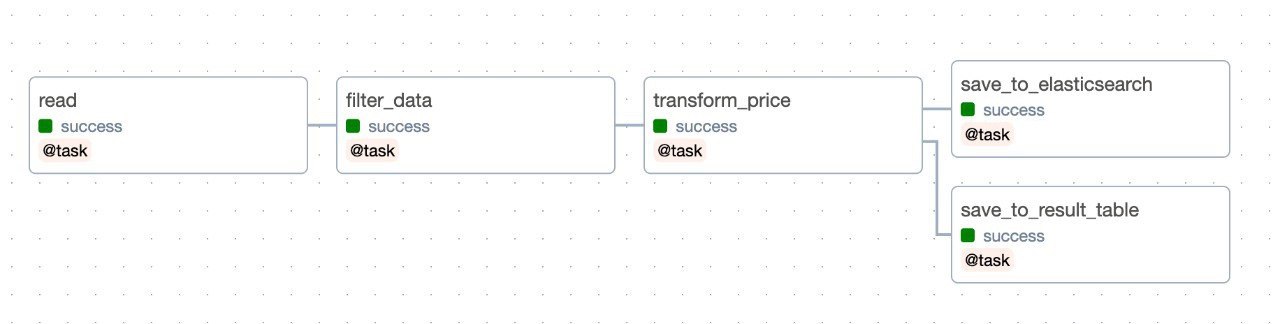 read
success
@task
filter_data
success
@task
transform_price
success
@task
save_to_elasticsearch
success
@task
save_to_result_table
success
@task